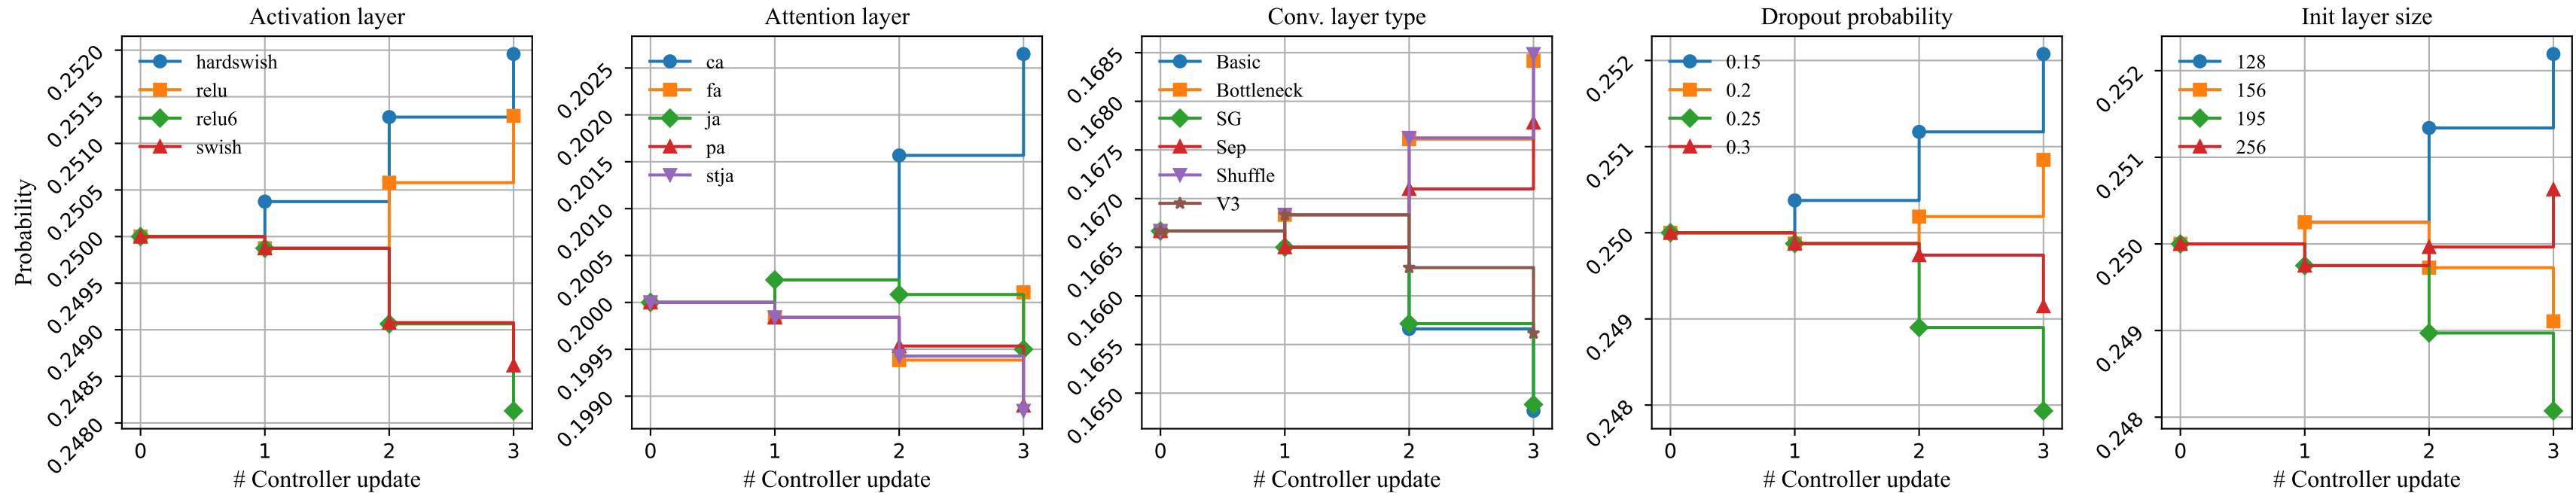 Activation layer
hardswish
relu
relu6
swish
0.2520
0.2515
0.2510
0.2505
0.2500
0.2495
0.2490
0.2485
0.2480
Probability
0 1 2 3
# Controller update
Attention layer
ca
fa
ja
pa
stja
0.2025
0.2020
0.2015
0.2010
0.2005
0.2000
0.1995
0.1990
0 1 2 3
# Controller update
Conv. layer type
Basic
Bottleneck
SG
Sep
Shuffle
V3
0.1685
0.1680
0.1675
0.1670
0.1665
0.1660
0.1655
0.1650
0 1 2 3
# Controller update
Dropout probability
0.15
0.2
0.25
0.3
0.252
0.251
0.250
0.249
0.248
0 1 2 3
# Controller update
Init layer size
128
156
195
256
0.252
0.251
0.250
0.249
0.248
0 1 2 3
# Controller update